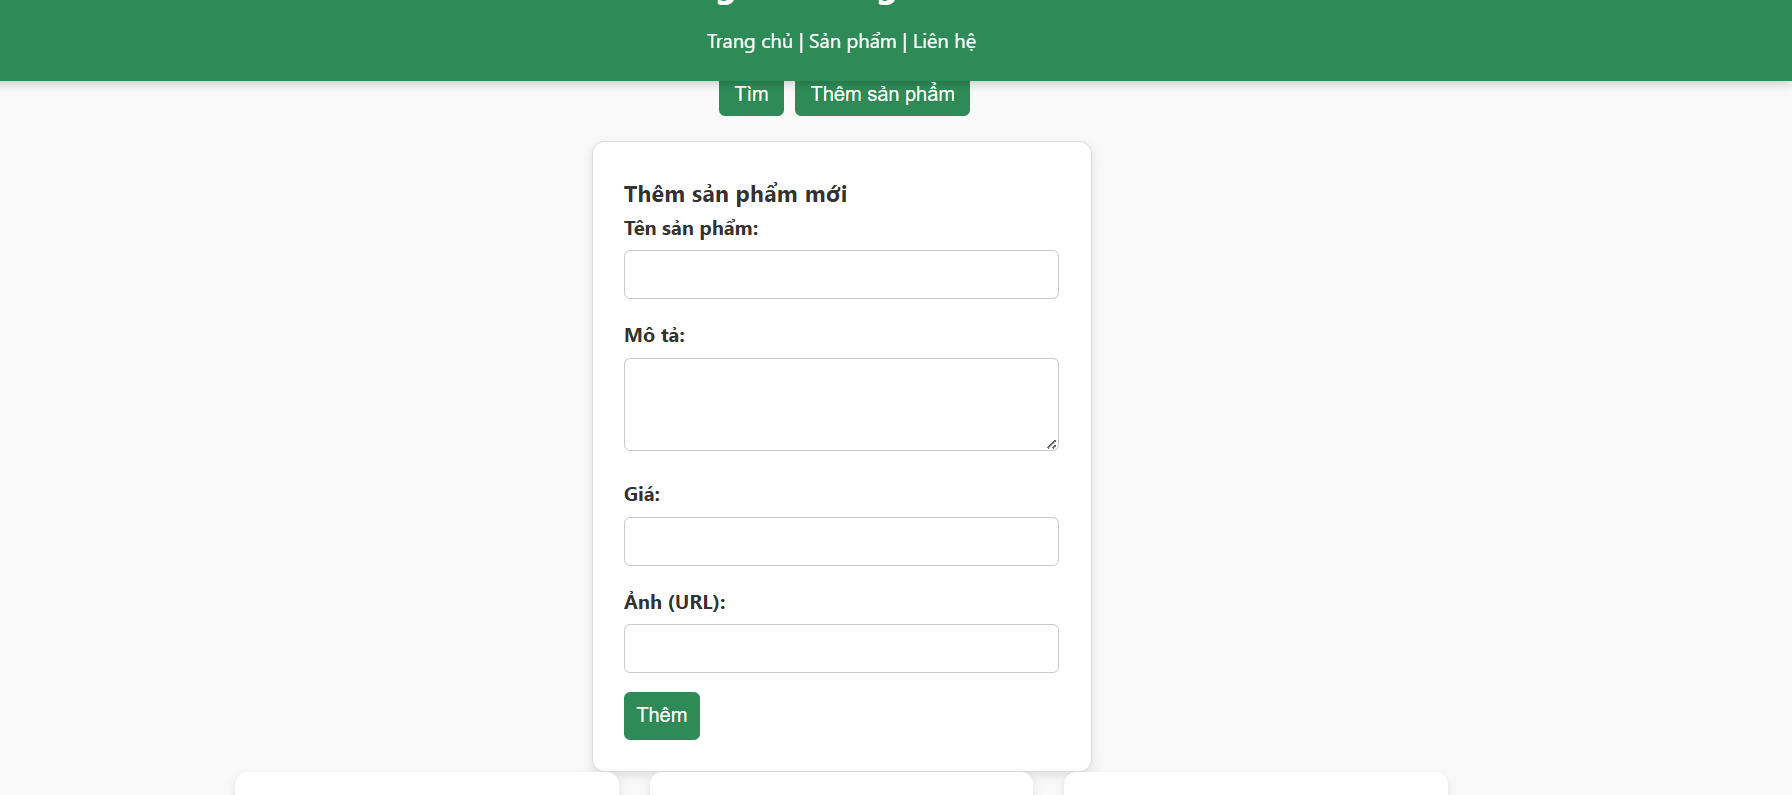 Trang chủ | Sản phẩm | Liên hệ
Tìm Thêm sản phẩm
Thêm sản phẩm mới
Tên sản phẩm:
Mô tả:
Giá:
Ảnh (URL):
Thêm